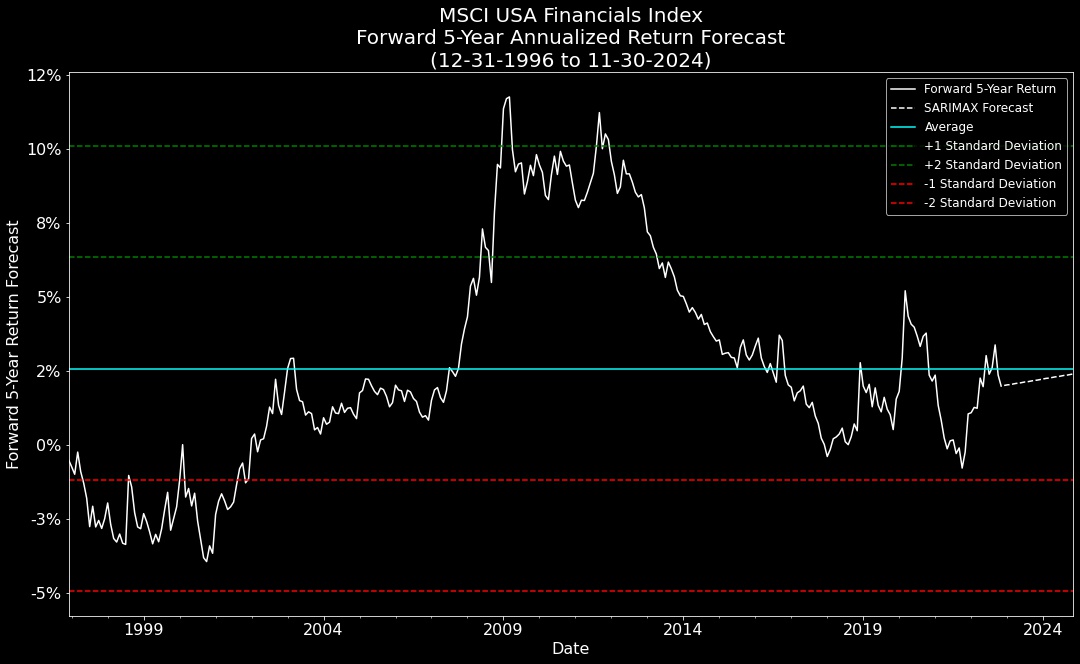 MSCI USA Financials Index
Forward 5-Year Annualized Return Forecast
(12-31-1996 to 11-30-2024)
Forward 5-Year Return Forecast
12%
10%
8%
5%
2%
0%
-3%
-5%
Forward 5-Year Return
SARIMAX Forecast
Average
+1 Standard Deviation
+2 Standard Deviation
-1 Standard Deviation
-2 Standard Deviation
1999 2004 2009 2014 2019 2024
Date